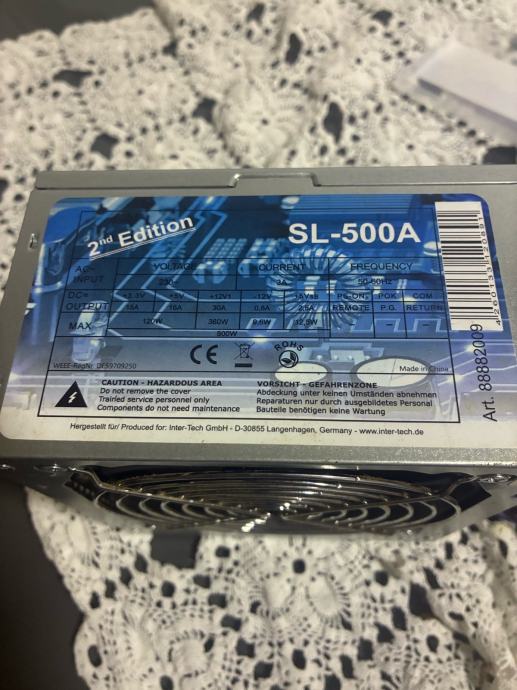 2nd Edition
SL-500A
AC-INPUT VOLTAGE CURRENT FREQUENCY
230~ 3A 50-60Hz
DC+ OUTPUT +3.3V +5V +12V1 -12V +5Vsb PS-ON REMOTE POK P.G. COM RETURN
15A 16A 30A 0,8A 2,5A
MAX. 120W 360W 9,6W 12,5W – –
500W
CE RoHS
WEEE-RegNr. DE59709250 Made in China
CAUTION - HAZARDOUS AREA
Do not remove the cover
Trairfed service personnel only
Components do not need maintenance
VORSICHT - GEFAHRENZONE
Abdeckung unter keinen Umständen abnehmen
Reparaturen nur durch ausgebildetes Personal
Bauteile benötigen keine Wartung
Hergestellt für/ Produced for: Inter-Tech GmbH - D-30855 Langenhagen, Germany - www.inter-tech.de
Art. 88882009